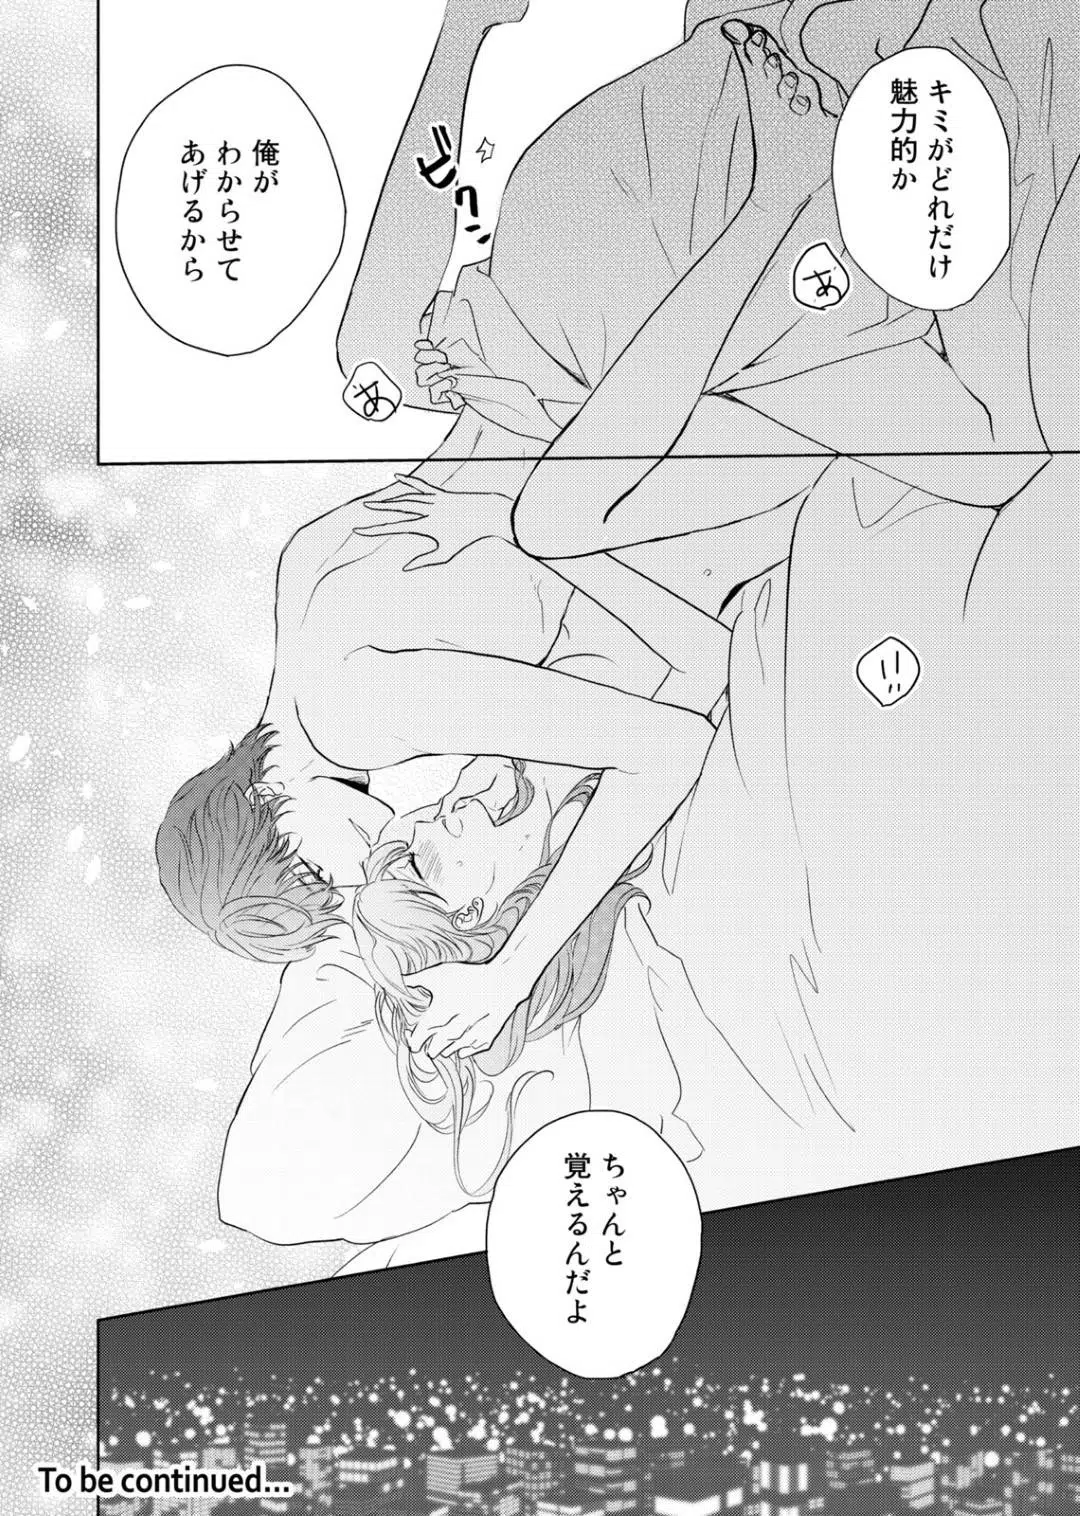 キミがどれだけ
魅力的か
あ
ビクッ
俺が
わからせて
あげるから
あ
!!
ちゃんと
覚えるんだよ
To be continued...